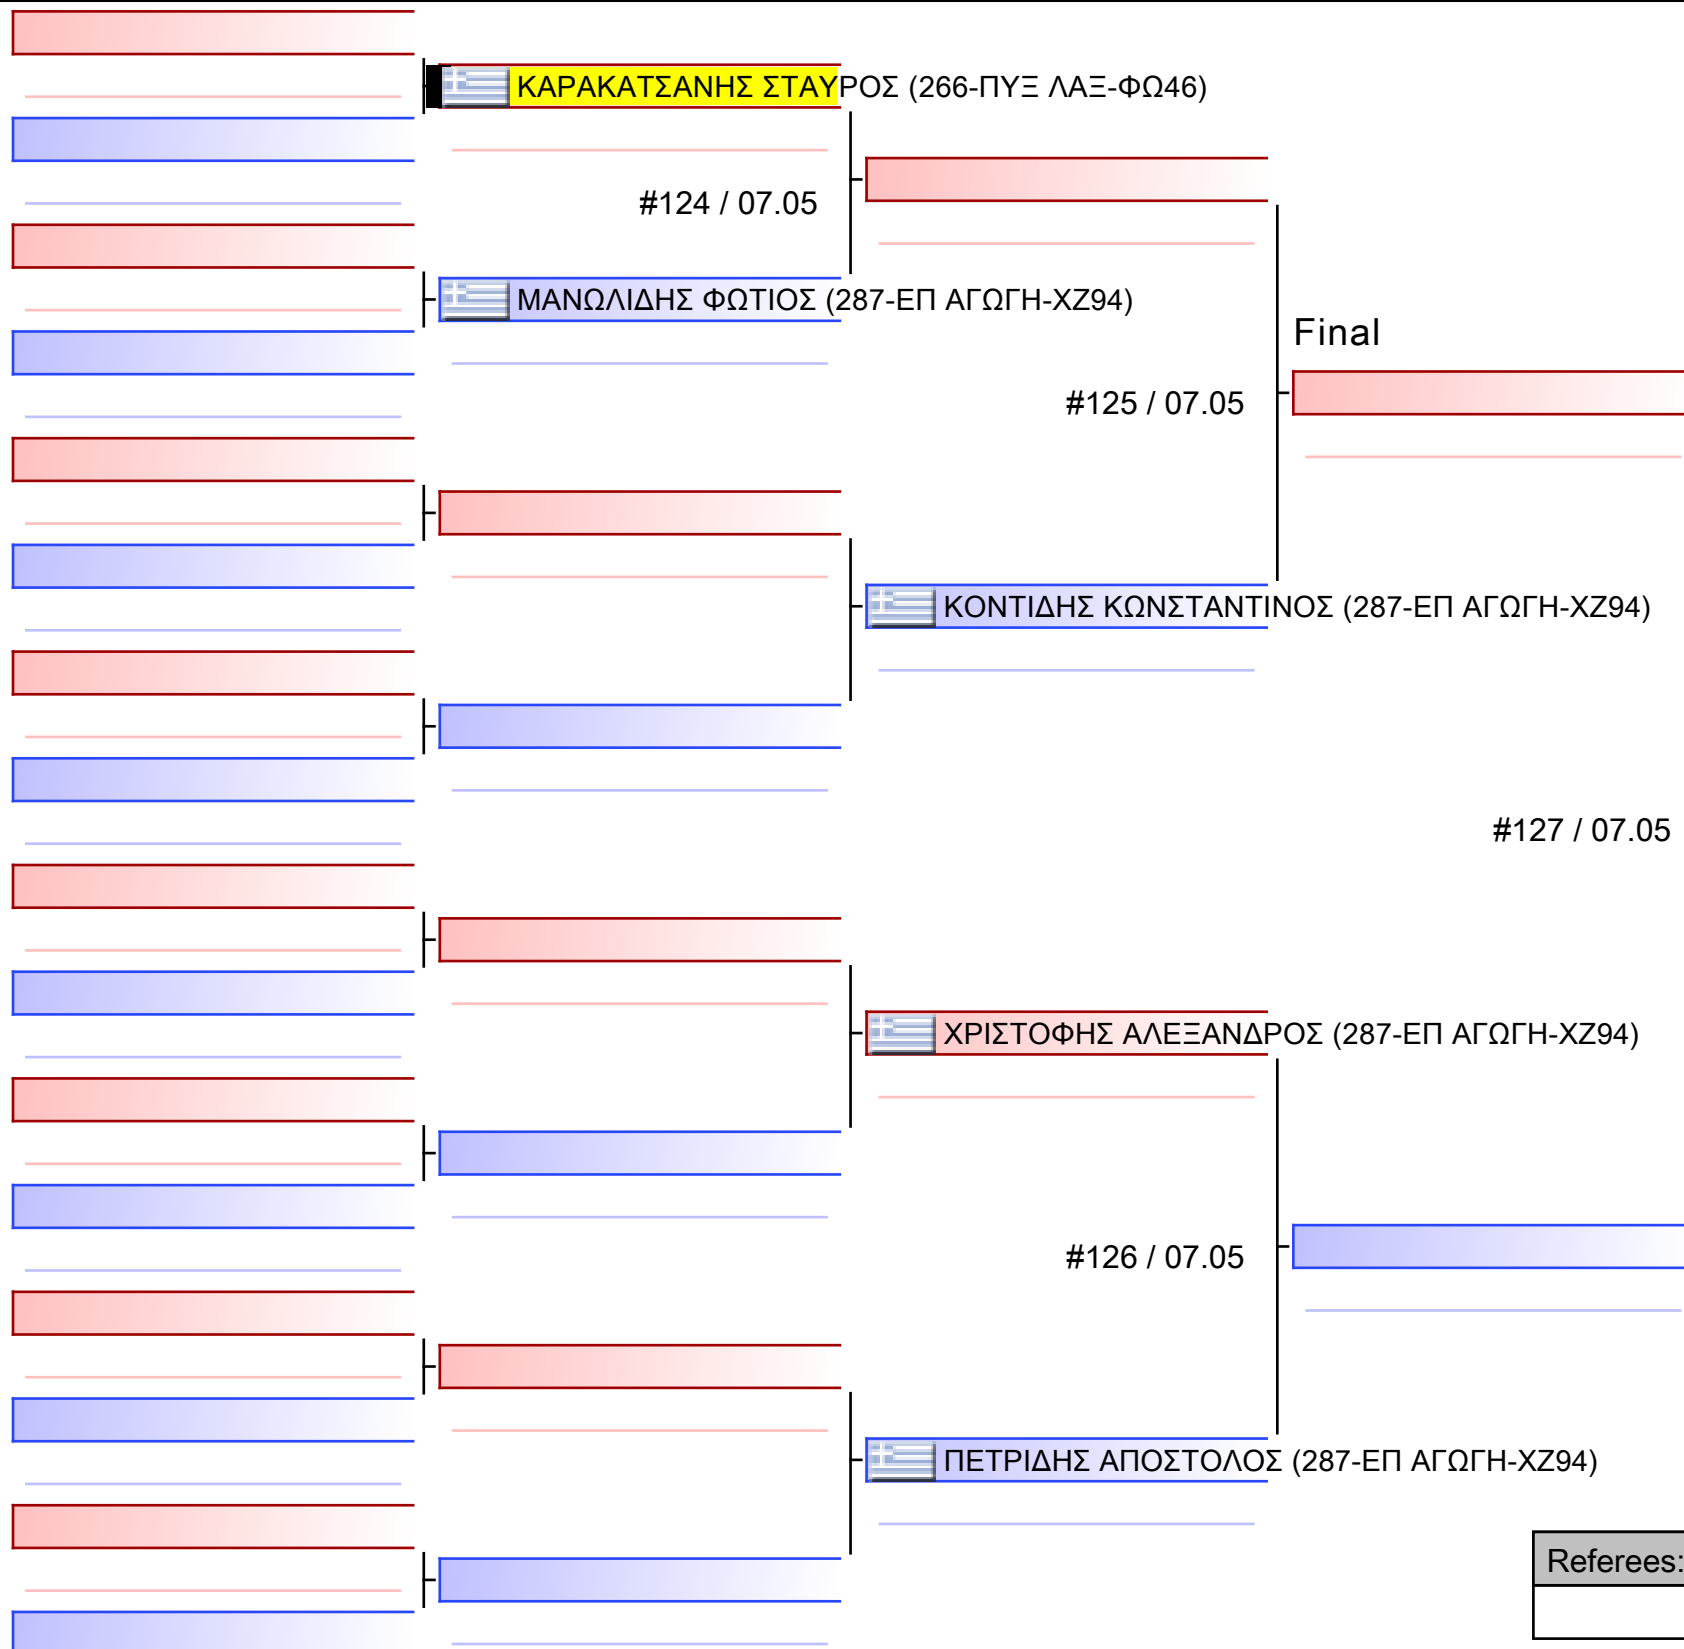 ΚΑΡΑΚΑΤΣΑΝΗΣ ΣΤΑΥΡΟΣ (266-ΠΥΞ ΛΑΞ-ΦΩ46)
#124 / 07.05
ΜΑΝΩΛΙΔΗΣ ΦΩΤΙΟΣ (287-ΕΠ ΑΓΩΓΗ-ΧΖ94)
Final
#125 / 07.05
ΚΟΝΤΙΔΗΣ ΚΩΝΣΤΑΝΤΙΝΟΣ (287-ΕΠ ΑΓΩΓΗ-ΧΖ94)
#127 / 07.05
ΧΡΙΣΤΟΦΗΣ ΑΛΕΞΑΝΔΡΟΣ (287-ΕΠ ΑΓΩΓΗ-ΧΖ94)
#126 / 07.05
ΠΕΤΡΙΔΗΣ ΑΠΟΣΤΟΛΟΣ (287-ΕΠ ΑΓΩΓΗ-ΧΖ94)
Referees: